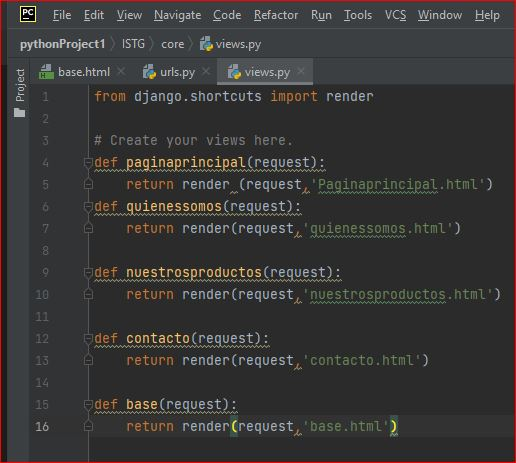 PC File Edit View Navigate Code Refactor Run Tools VCS Window Help
pythonProject1 ISTG core views.py
base.html urls.py views.py
Project
1 from django.shortcuts import render
2
3 # Create your views here.
4 def paginaprincipal(request):
5 return render (request,'Paginaprincipal.html')
6 def quienessomos(request):
7 return render(request,'quienessomos.html')
8
9 def nuestrosproductos(request):
10 return render(request,'nuestrosproductos.html')
11
12 def contacto(request):
13 return render(request,'contacto.html')
14
15 def base(request):
16 return render(request,'base.html')